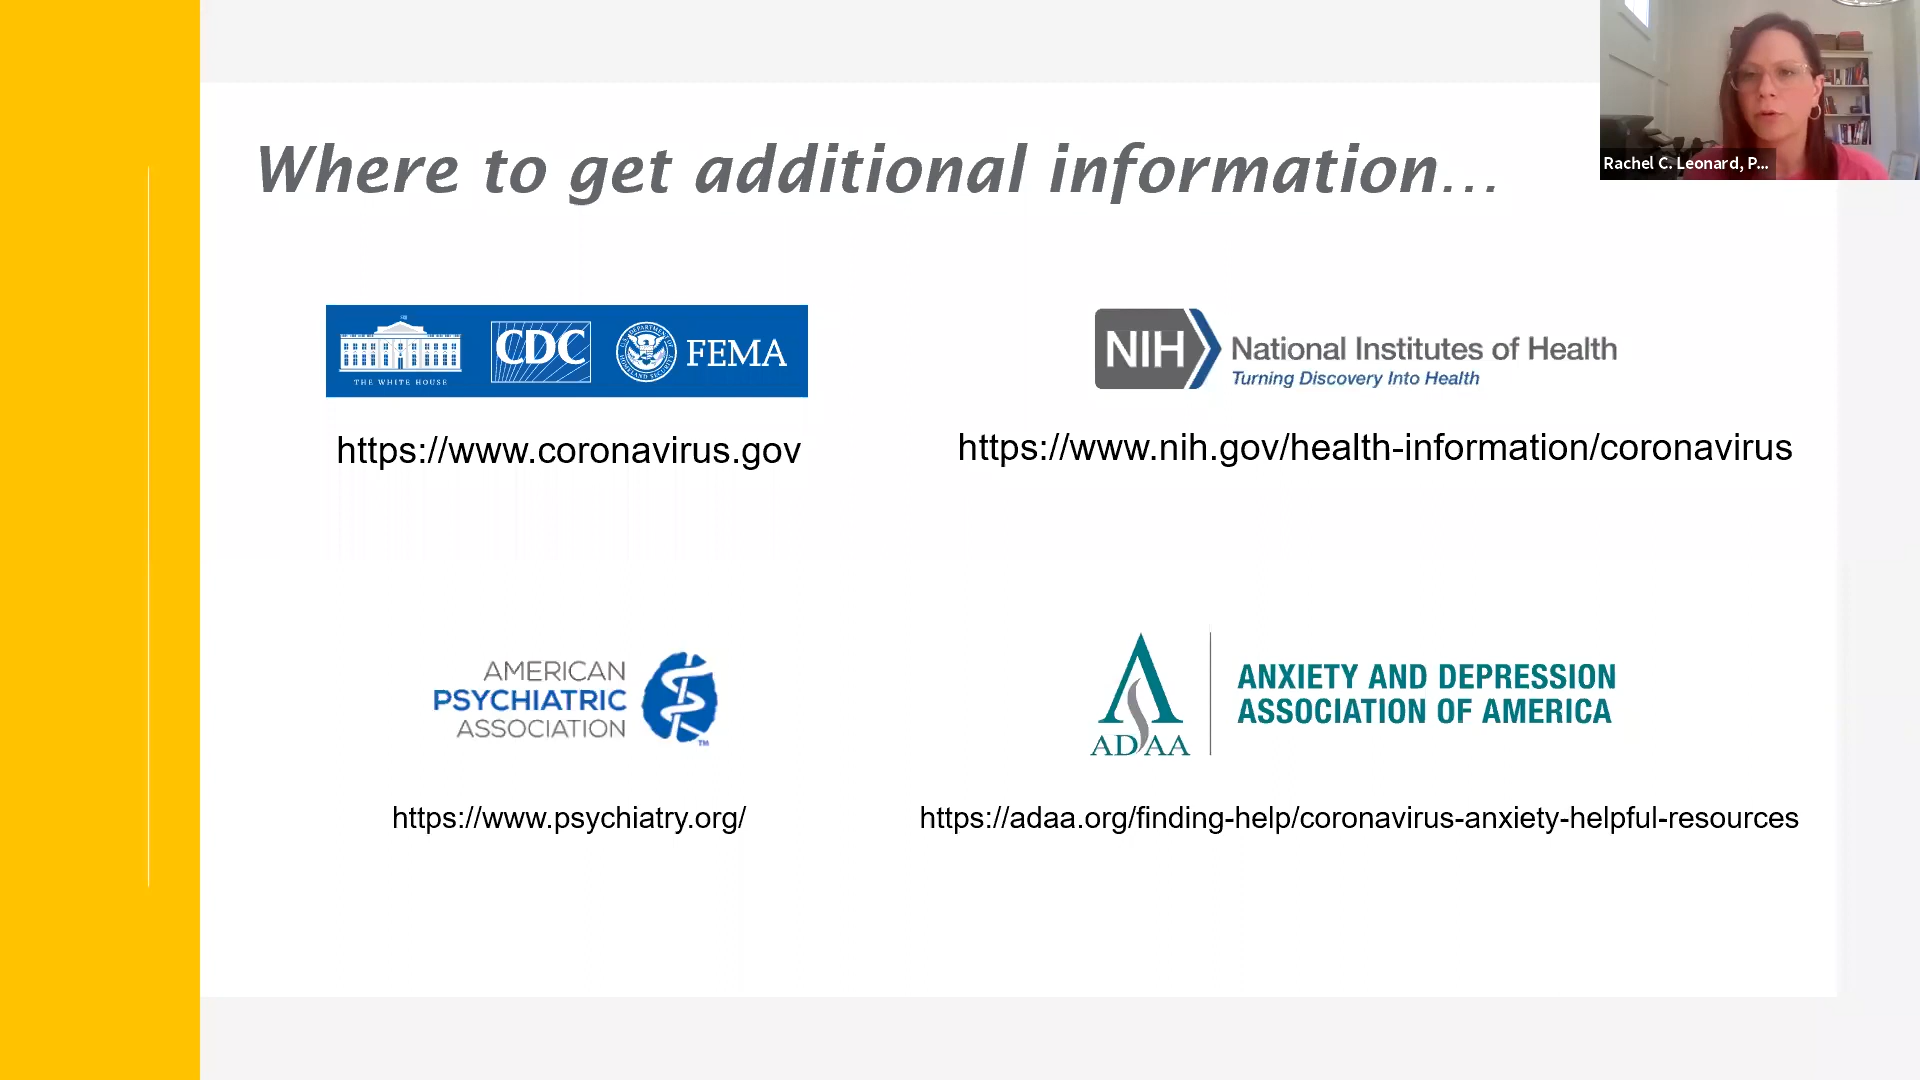 Where to get additional information...
Rachel C. Leonard, P...
THE WHITE HOUSE
CDC
FEMA
NIH
National Institutes of Health
Turning Discovery Into Health
https://www.coronavirus.gov
https://www.nih.gov/health-information/coronavirus
AMERICAN
PSYCHIATRIC
ASSOCIATION
TM
ADAA
ANXIETY AND DEPRESSION
ASSOCIATION OF AMERICA
https://www.psychiatry.org/
https://adaa.org/finding-help/coronavirus-anxiety-helpful-resources